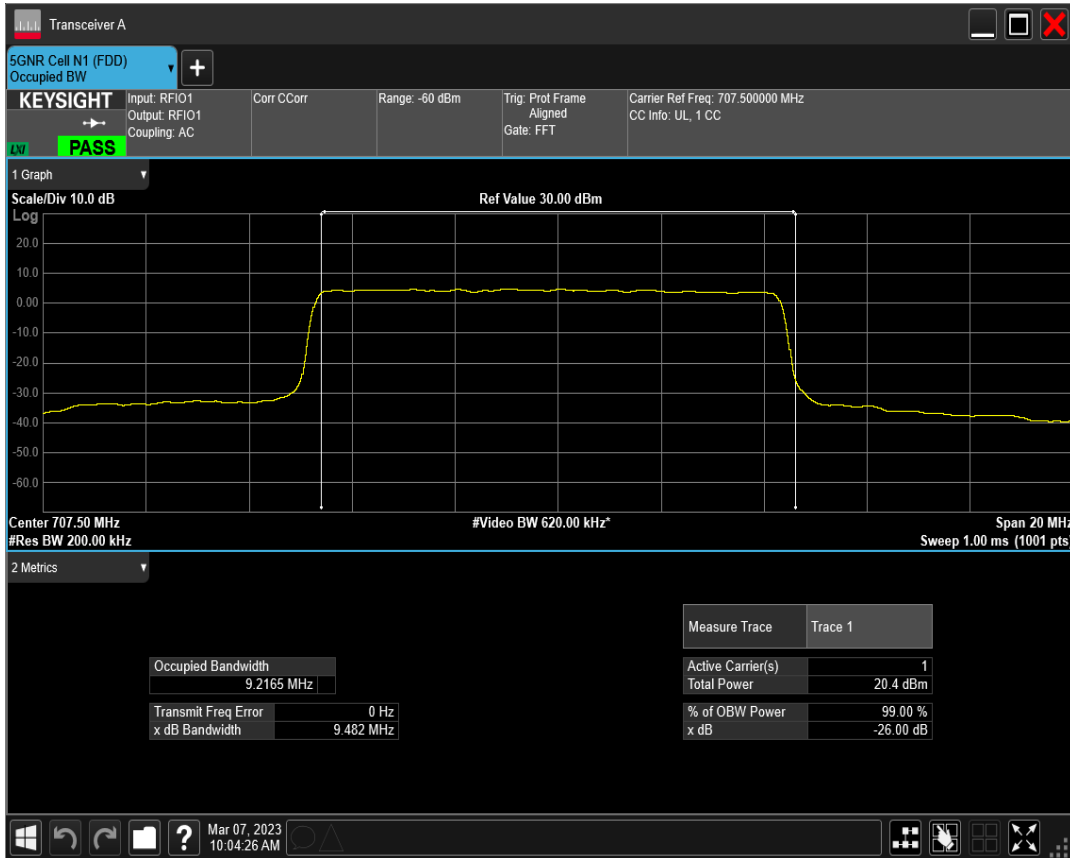 Transceiver A
5GNR Cell N1 (FDD)
Occupied BW
+
KEYSIGHT
LXI
PASS
Input: RFIO1
Output: RFIO1
Coupling: AC
Corr CCorr
Range: -60 dBm
Trig: Prot Frame
Aligned
Gate: FFT
Carrier Ref Freq: 707.500000 MHz
CC Info: UL, 1 CC
1 Graph
Scale/Div 10.0 dB
Ref Value 30.00 dBm
Log
20.0
10.0
0.00
-10.0
-20.0
-30.0
-40.0
-50.0
-60.0
Center 707.50 MHz
#Video BW 620.00 kHz*
Span 20 MHz
#Res BW 200.00 kHz
Sweep 1.00 ms (1001 pts)
2 Metrics
Measure Trace Trace 1
Occupied Bandwidth
9.2165 MHz
Active Carrier(s) 1
Total Power 20.4 dBm
Transmit Freq Error 0 Hz
x dB Bandwidth 9.482 MHz
% of OBW Power 99.00 %
x dB -26.00 dB
?
Mar 07, 2023
10:04:26 AM